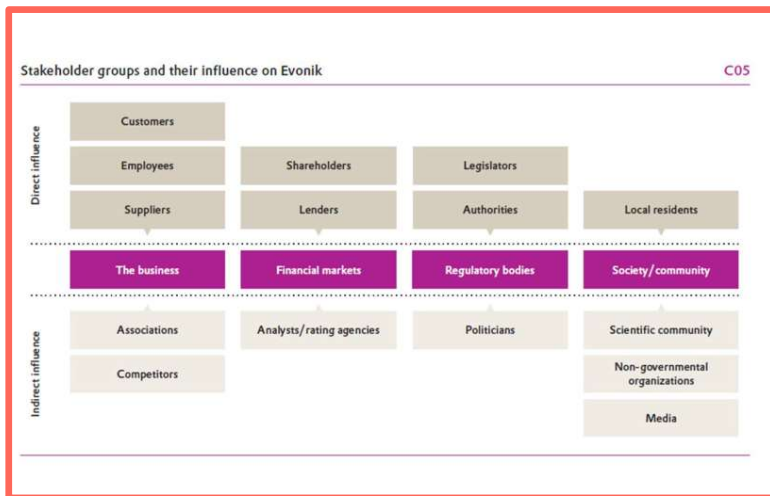 Stakeholder groups and their influence on Evonik
C05
Direct influence
Customers
Employees
Shareholders
Legislators
Suppliers
Lenders
Authorities
Local residents
The business
Financial markets
Regulatory bodies
Society/community
Indirect influence
Associations
Analysts/rating agencies
Politicians
Scientific community
Competitors
Non-governmental
organizations
Media